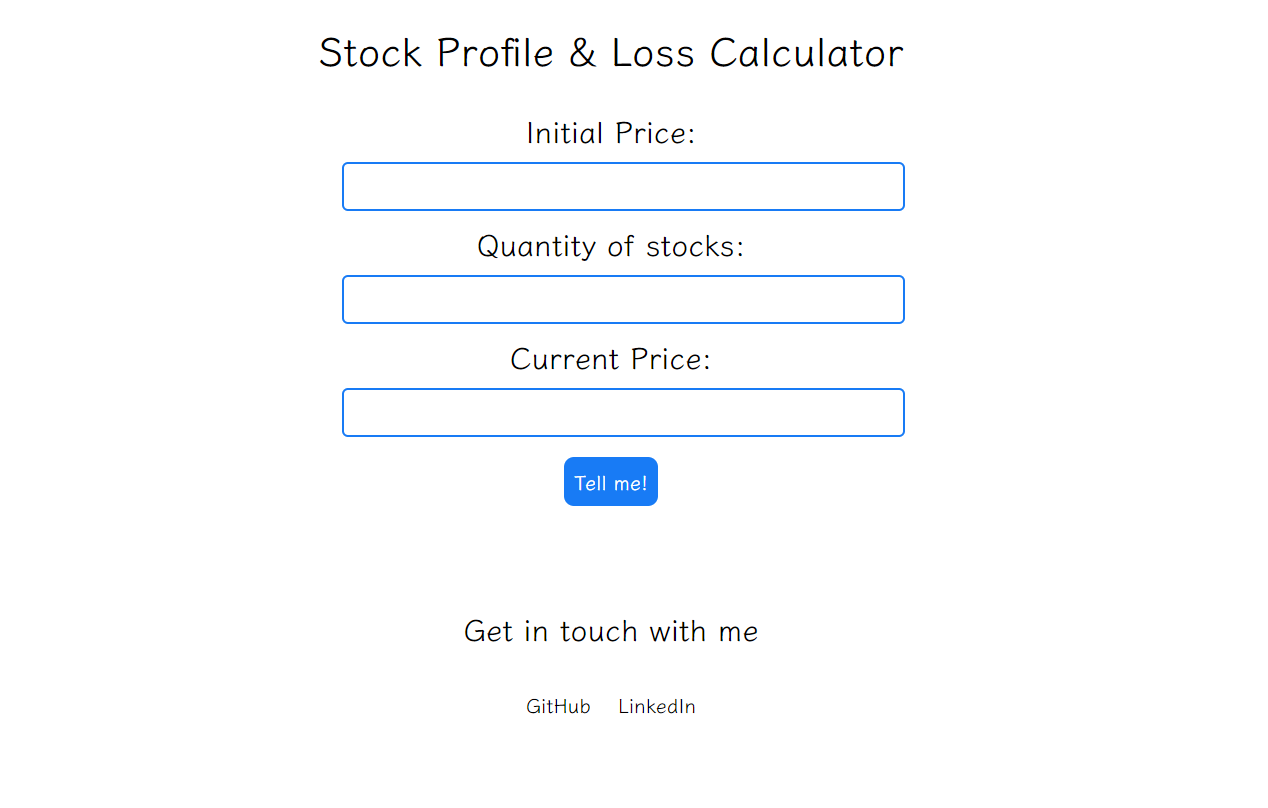 Stock Profile & Loss Calculator
Initial Price:
Quantity of stocks:
Current Price:
Tell me!
Get in touch with me
GitHub LinkedIn